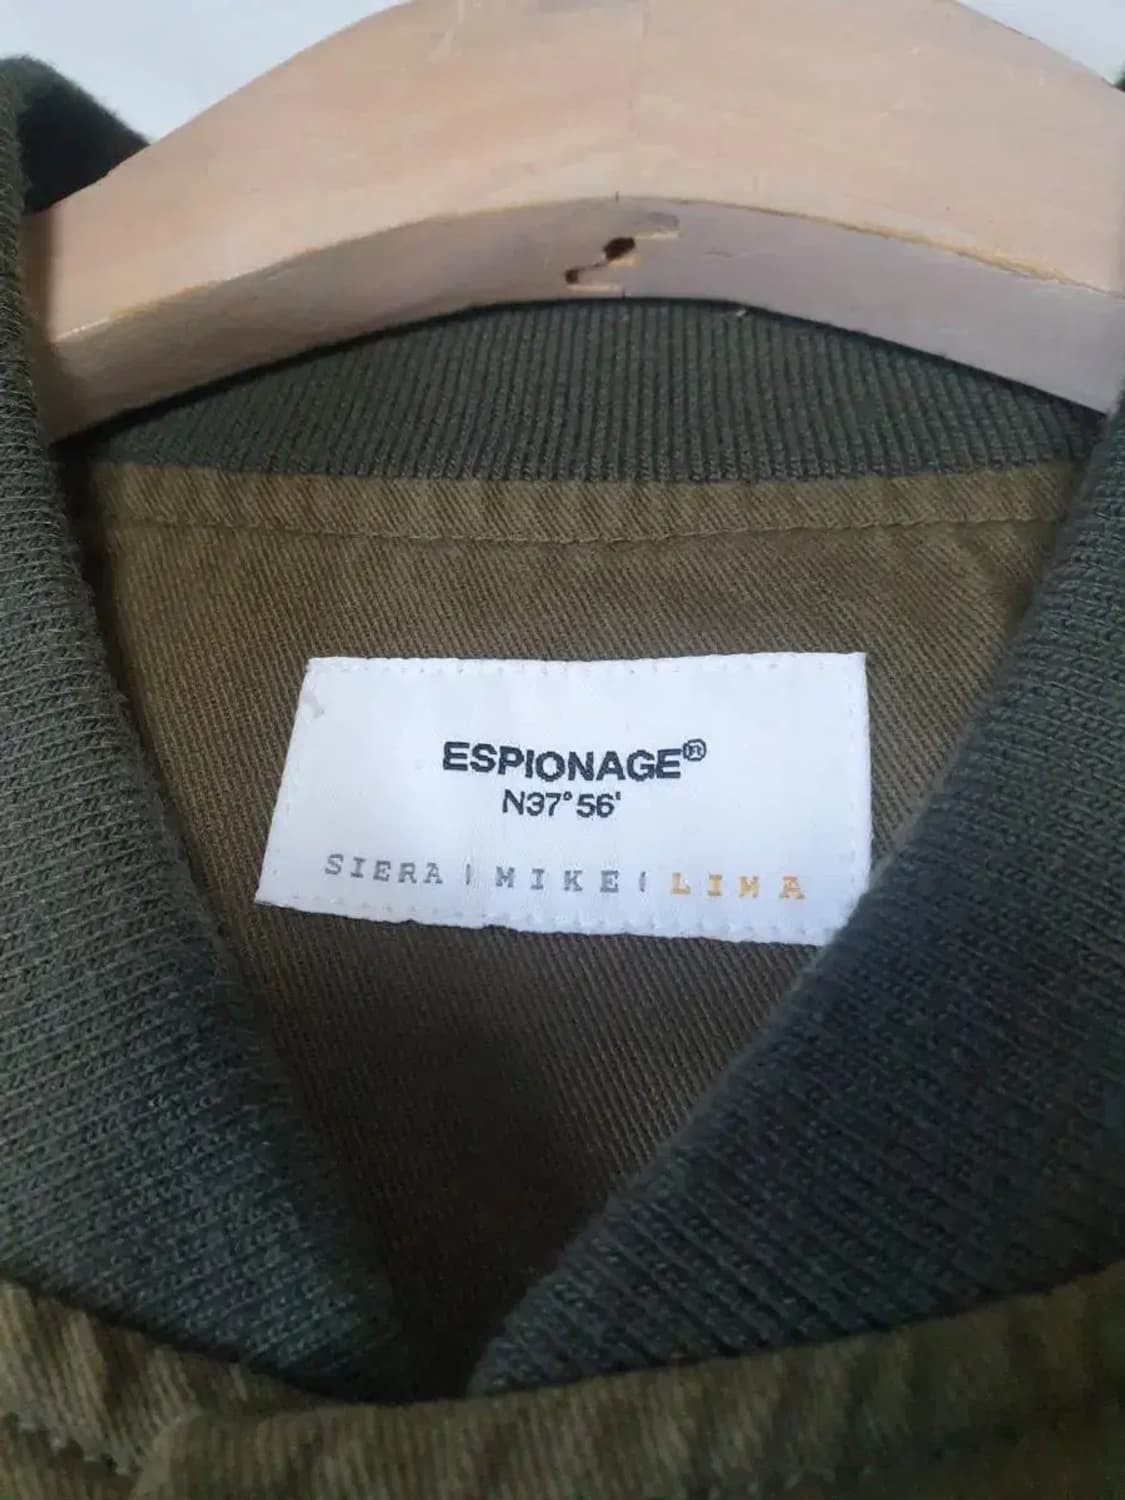 ESPIONAGE®
N37°56'
SIERA | MIKE | LIMA